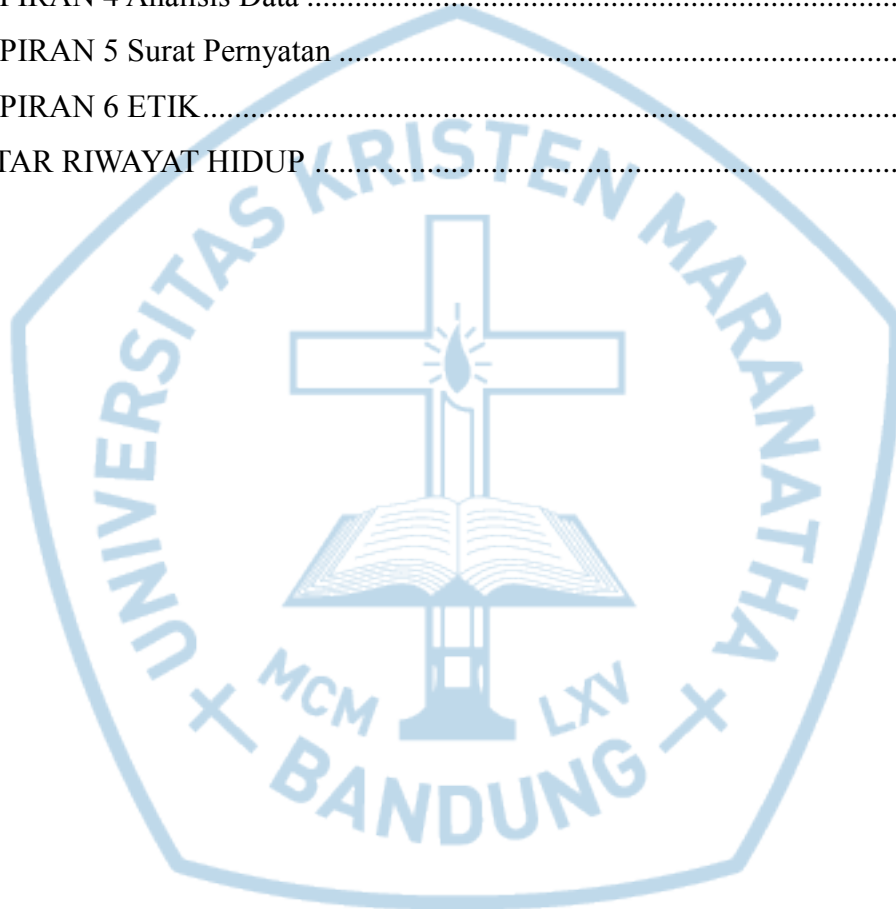 PIRAN 4 Analisis Data ........................................................................
PIRAN 5 Surat Pernyatan .....................................................................
PIRAN 6 ETIK.....................................................................................
TAR RIWAYAT HIDUP ........................................................................
UNIVERSITAS KRISTEN MARANATHA
MCM LXV
BANDUNG